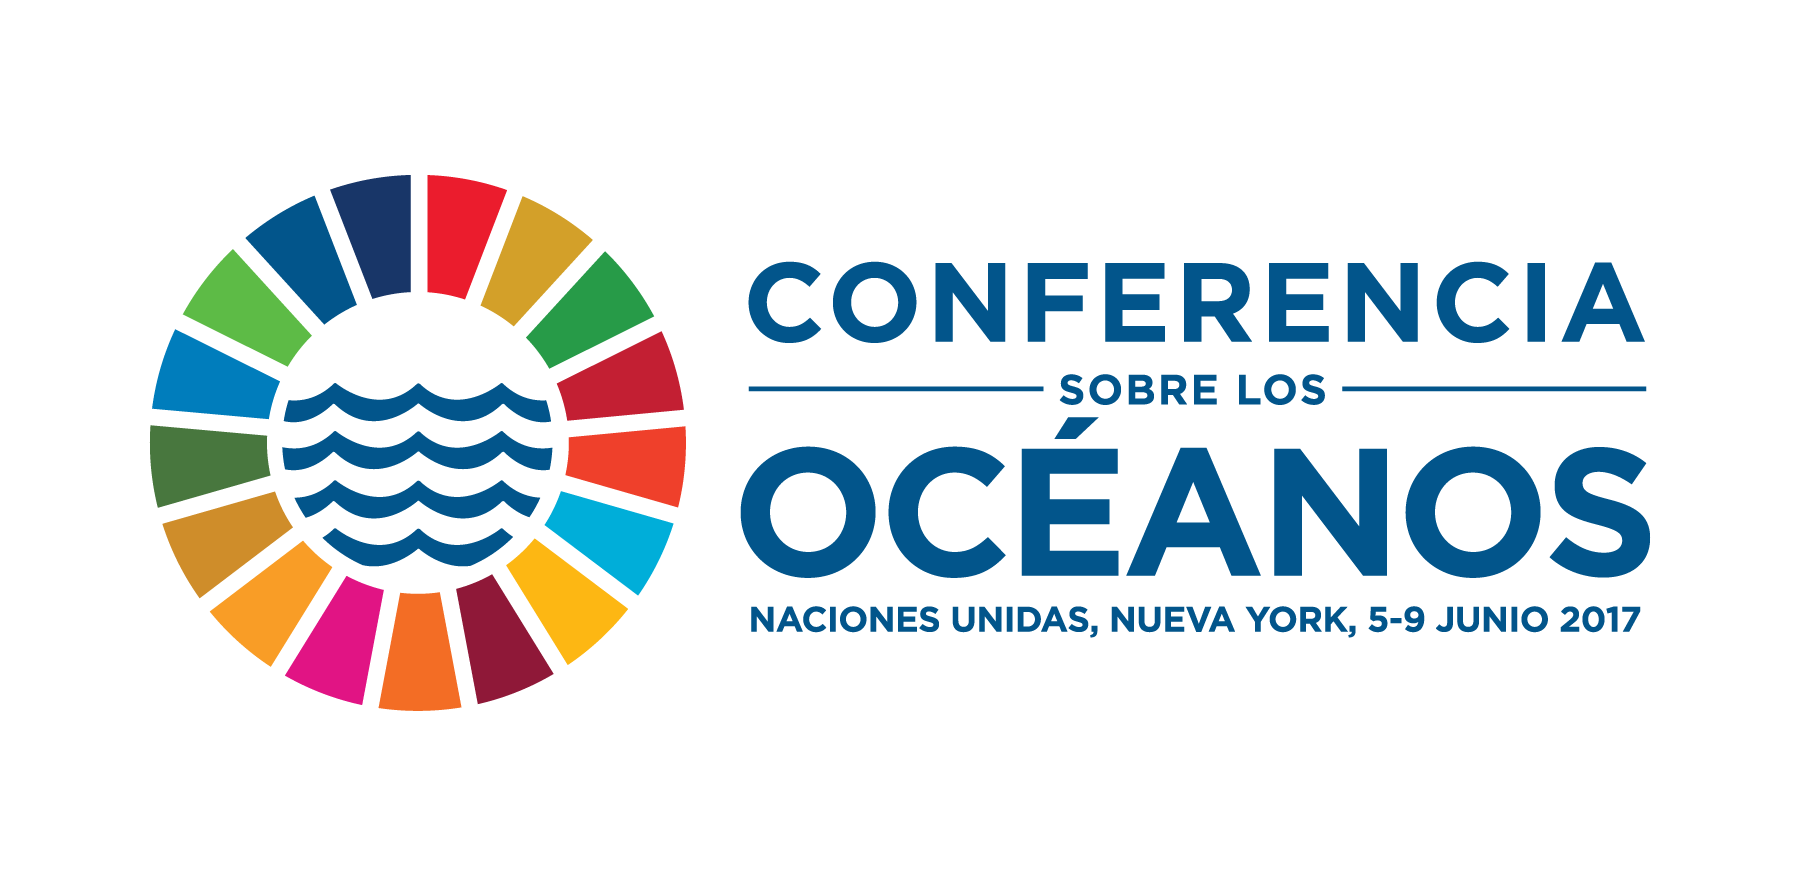 CONFERENCIA
SOBRE LOS
OCÉANOS
NACIONES UNIDAS, NUEVA YORK, 5-9 JUNIO 2017